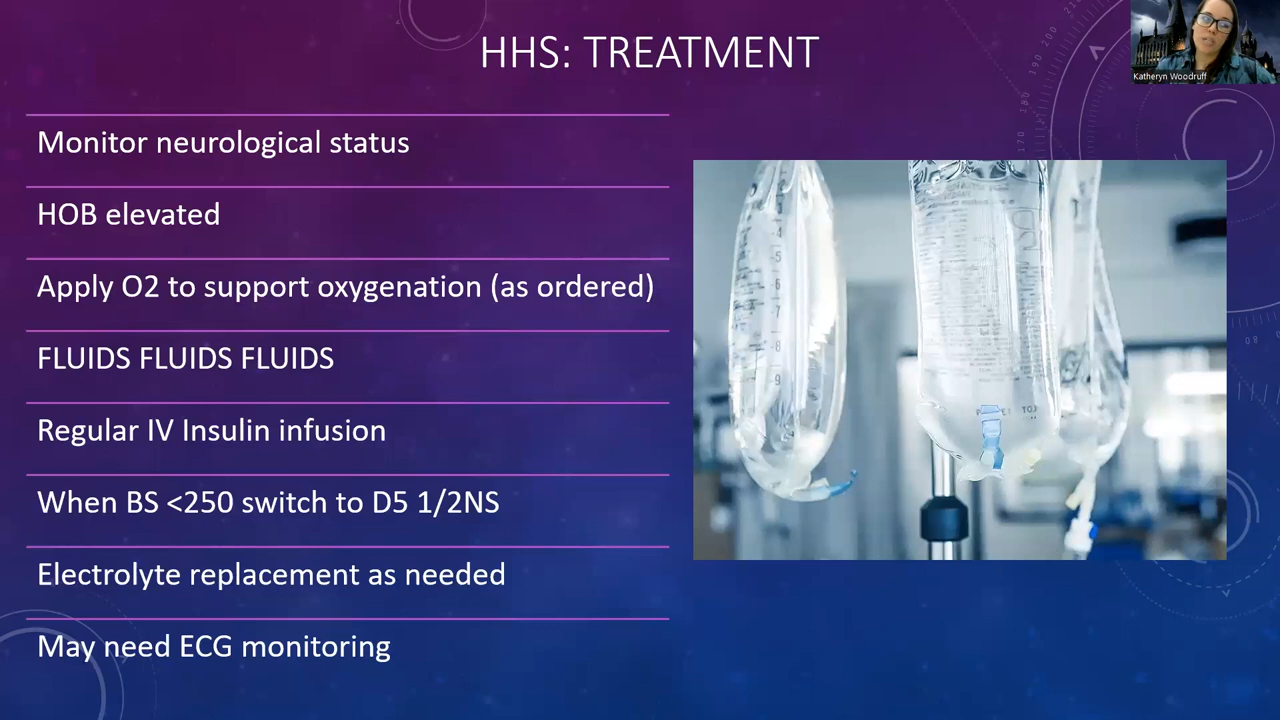 HHS: TREATMENT
Katheryn Woodruff
Monitor neurological status
HOB elevated
Apply O2 to support oxygenation (as ordered)
FLUIDS FLUIDS FLUIDS
Regular IV Insulin infusion
When BS <250 switch to D5 1/2NS
Electrolyte replacement as needed
May need ECG monitoring